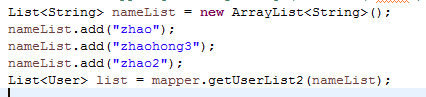 List<String> nameList = new ArrayList<String>();
nameList.add("zhao");
nameList.add("zhaohong3");
nameList.add("zhao2");
List<User> list = mapper.getUserList2(nameList);